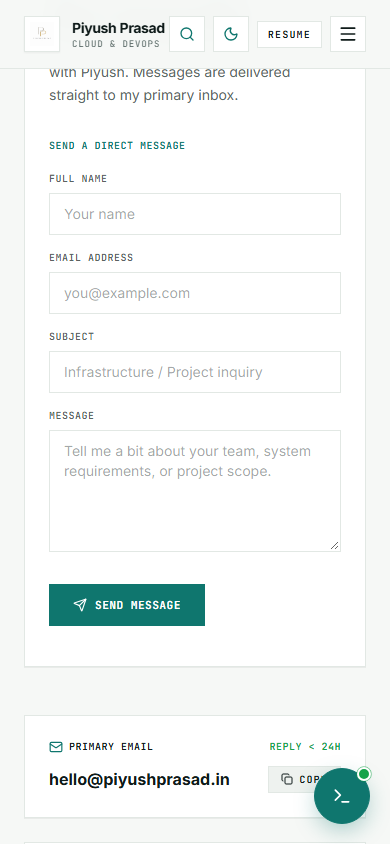 Piyush Prasad
CLOUD & DEVOPS
RESUME
with Piyush. Messages are delivered
straight to my primary inbox.
SEND A DIRECT MESSAGE
FULL NAME
Your name
EMAIL ADDRESS
you@example.com
SUBJECT
Infrastructure / Project inquiry
MESSAGE
Tell me a bit about your team, system
requirements, or project scope.
SEND MESSAGE
PRIMARY EMAIL
REPLY < 24H
hello@piyushprasad.in